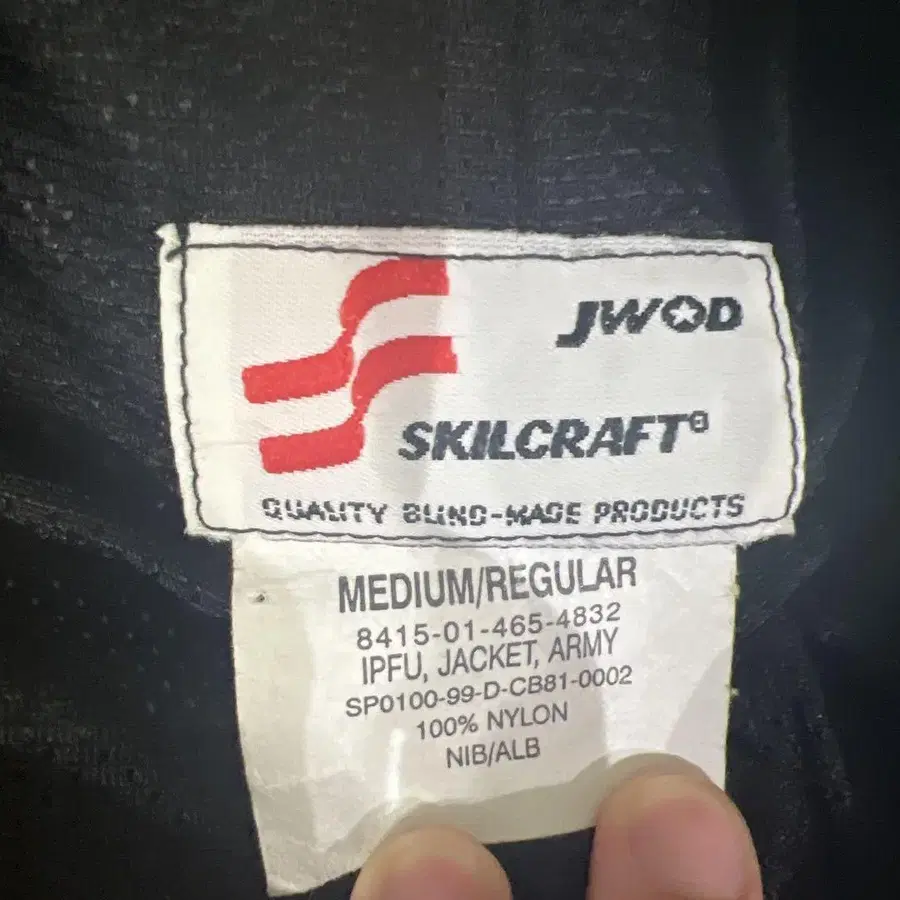 JWOD
SKILCRAFT®
QUALITY BLIND-MADE PRODUCTS
MEDIUM/REGULAR
8415-01-465-4832
IPFU, JACKET, ARMY
SP0100-99-D-CB81-0002
100% NYLON
NIB/ALB